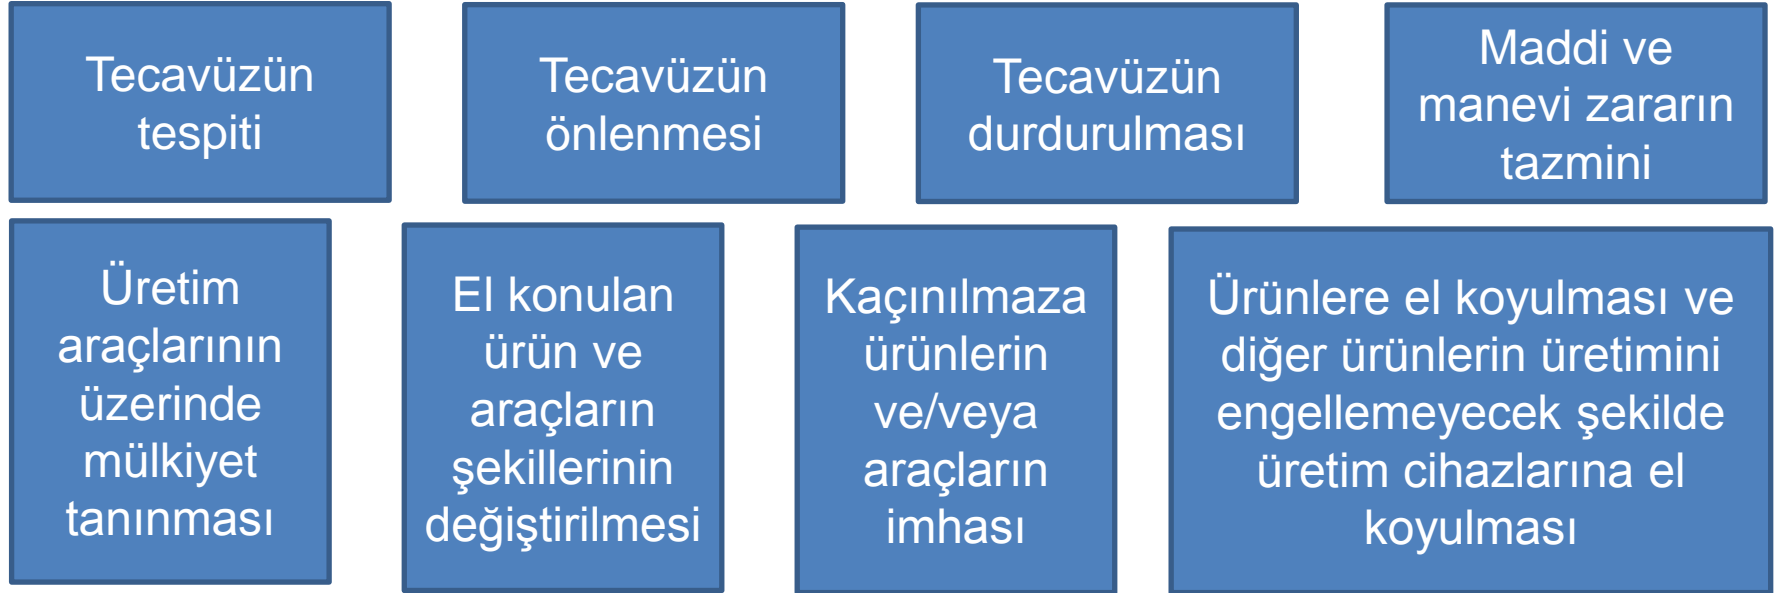 Tecavüzün
tespiti
Tecavüzün
önlenmesi
Tecavüzün
durdurulması
Maddi ve
manevi zararın
tazmini
Üretim
araçlarının
üzerinde
mülkiyet
tanınması
El konulan
ürün ve
araçların
şekillerinin
değiştirilmesi
Kaçınılmaza
ürünlerin
ve/veya
araçların
imhası
Ürünlere el koyulması ve
diğer ürünlerin üretimini
engellemeyecek şekilde
üretim cihazlarına el
koyulması